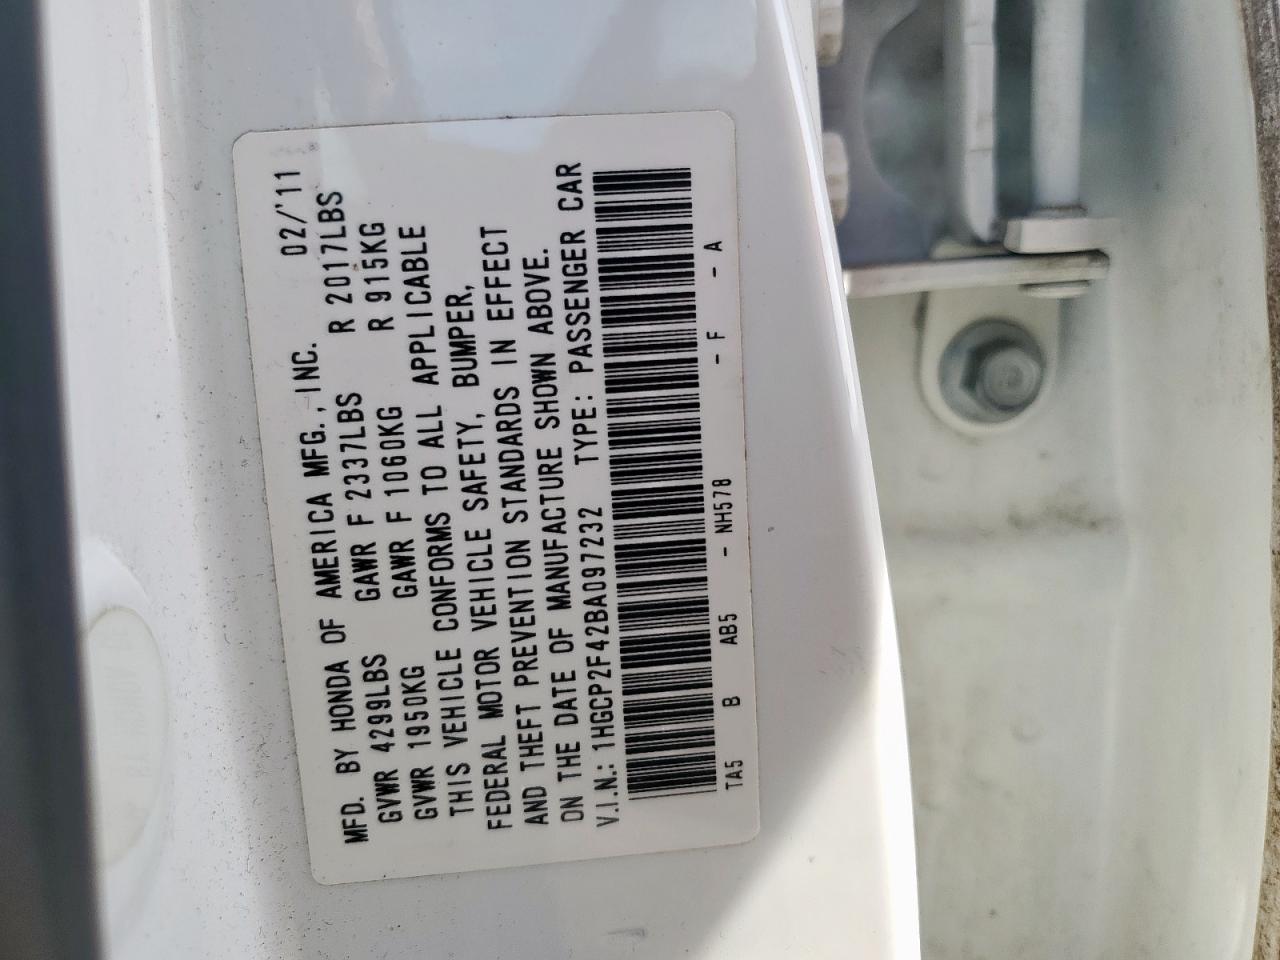 MFD. BY HONDA OF AMERICA MFG., INC. 02/'11
GVWR 4299LBS GAWR F 2337LBS R 2017LBS
GVWR 1950KG GAWR F 1060KG R 915KG
THIS VEHICLE CONFORMS TO ALL APPLICABLE
FEDERAL MOTOR VEHICLE SAFETY, BUMPER,
AND THEFT PREVENTION STANDARDS IN EFFECT
ON THE DATE OF MANUFACTURE SHOWN ABOVE.
V.I.N.: 1HGCP2F42BA097232 TYPE: PASSENGER CAR
TA5 B AB5 - NH578 - F - A